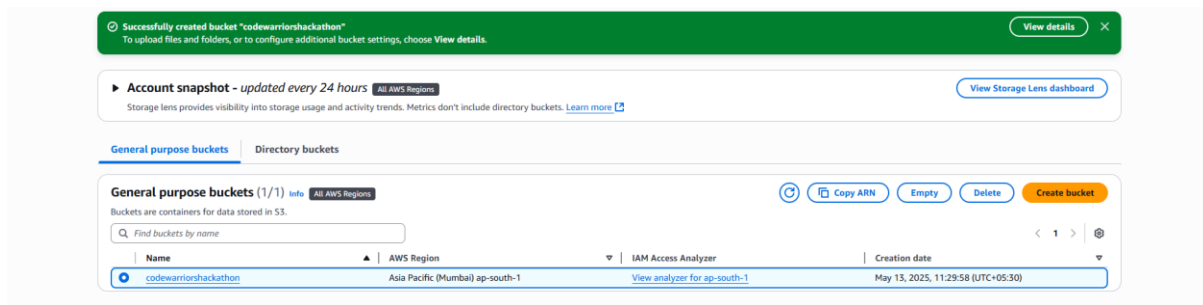 Successfully created bucket "codewarriorshackathon"
To upload files and folders, or to configure additional bucket settings, choose View details.
View details
Account snapshot - updated every 24 hours All AWS Regions
View Storage Lens dashboard
Storage lens provides visibility into storage usage and activity trends. Metrics don't include directory buckets. Learn more
General purpose buckets Directory buckets
General purpose buckets (1/1) Info All AWS Regions
Copy ARN Empty Delete Create bucket
Buckets are containers for data stored in S3.
Find buckets by name
1
Name AWS Region IAM Access Analyzer Creation date
codewarriorshackathon Asia Pacific (Mumbai) ap-south-1 View analyzer for ap-south-1 May 13, 2025, 11:29:58 (UTC+05:30)